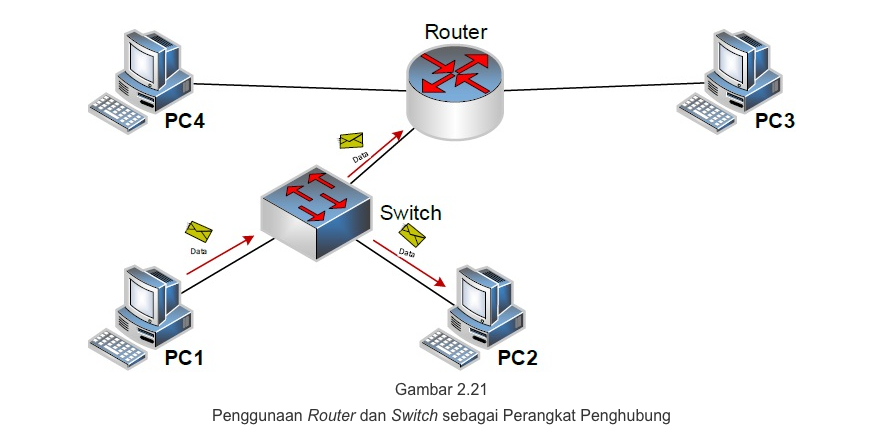 Router
PC4
PC3
Data
Switch
Data
Data
PC1
PC2
Gambar 2.21
Penggunaan Router dan Switch sebagai Perangkat Penghubung